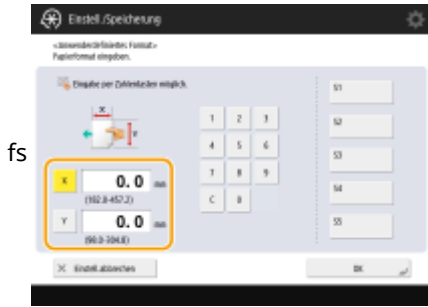 Einstell./Speicherung
<Anwenderdefiniertes Format>
Papierformat eingeben.
Eingabe per Zahlentasten möglich.
X
Y
1 2 3
4 5 6
7 8 9
C 0
fs
X 0. 0 mm
(182.0-457.2)
Y 0. 0 mm
(98.0-304.8)
S1
S2
S3
S4
S5
Einstell. abbrechen
OK